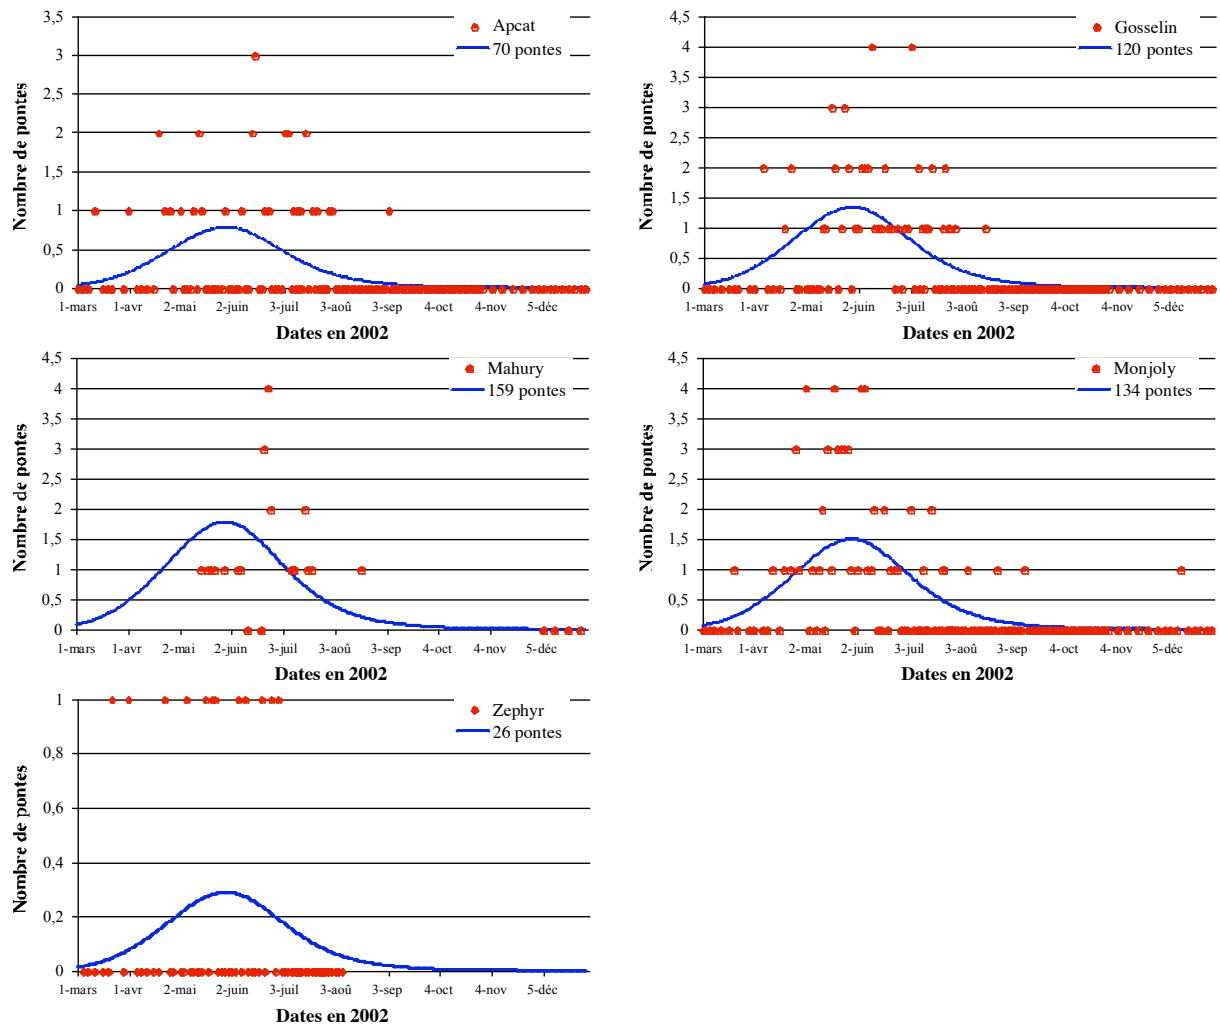 Apcat
70 pontes
Nombre de pontes
3,5
3
2,5
2
1,5
1
0,5
0
1-mars 1-avr 2-mai 2-juin 3-juil 3-aoû 3-sep 4-oct 4-nov 5-déc
Dates en 2002
Gosselin
120 pontes
Nombre de pontes
4,5
4
3,5
3
2,5
2
1,5
1
0,5
0
1-mars 1-avr 2-mai 2-juin 3-juil 3-aoû 3-sep 4-oct 4-nov 5-déc
Dates en 2002
Mahury
159 pontes
Nombre de pontes
4,5
4
3,5
3
2,5
2
1,5
1
0,5
0
1-mars 1-avr 2-mai 2-juin 3-juil 3-aoû 3-sep 4-oct 4-nov 5-déc
Dates en 2002
Monjoly
134 pontes
Nombre de pontes
4,5
4
3,5
3
2,5
2
1,5
1
0,5
0
1-mars 1-avr 2-mai 2-juin 3-juil 3-aoû 3-sep 4-oct 4-nov 5-déc
Dates en 2002
Zephyr
26 pontes
Nombre de pontes
1
0,8
0,6
0,4
0,2
0
1-mars 1-avr 2-mai 2-juin 3-juil 3-aoû 3-sep 4-oct 4-nov 5-déc
Dates en 2002